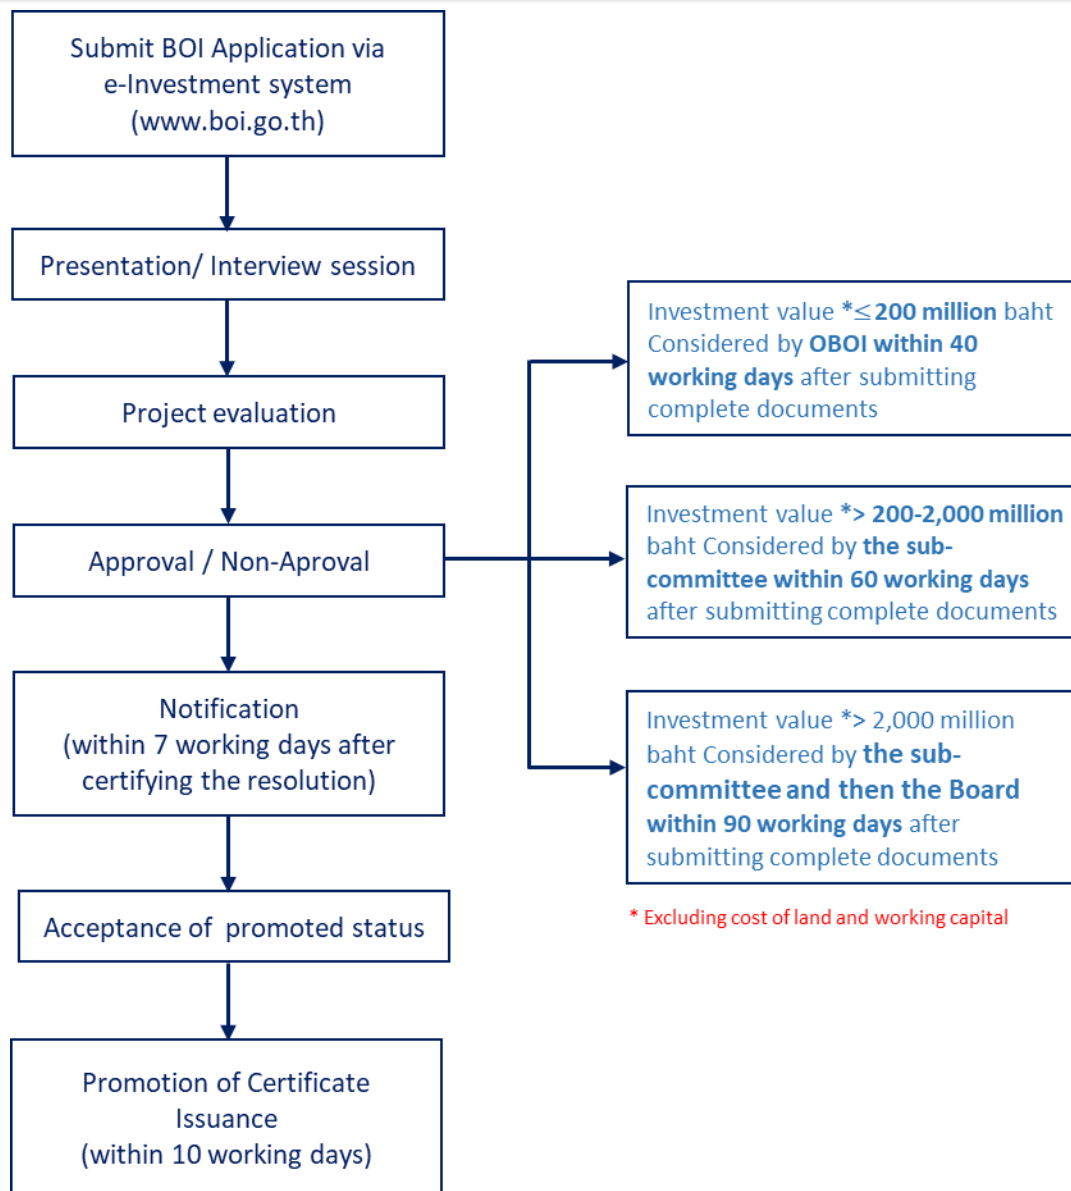 Submit BOI Application via
e-Investment system
(www.boi.go.th)
Presentation/ Interview session
Project evaluation
Approval / Non-Aproval
Investment value *≤200 million baht
Considered by OBOI within 40
working days after submitting
complete documents
Investment value *> 200-2,000 million
baht Considered by the sub-
committee within 60 working days
after submitting complete documents
Investment value *> 2,000 million
baht Considered by the sub-
committee and then the Board
within 90 working days after
submitting complete documents
* Excluding cost of land and working capital
Notification
(within 7 working days after
certifying the resolution)
Acceptance of promoted status
Promotion of Certificate
Issuance
(within 10 working days)